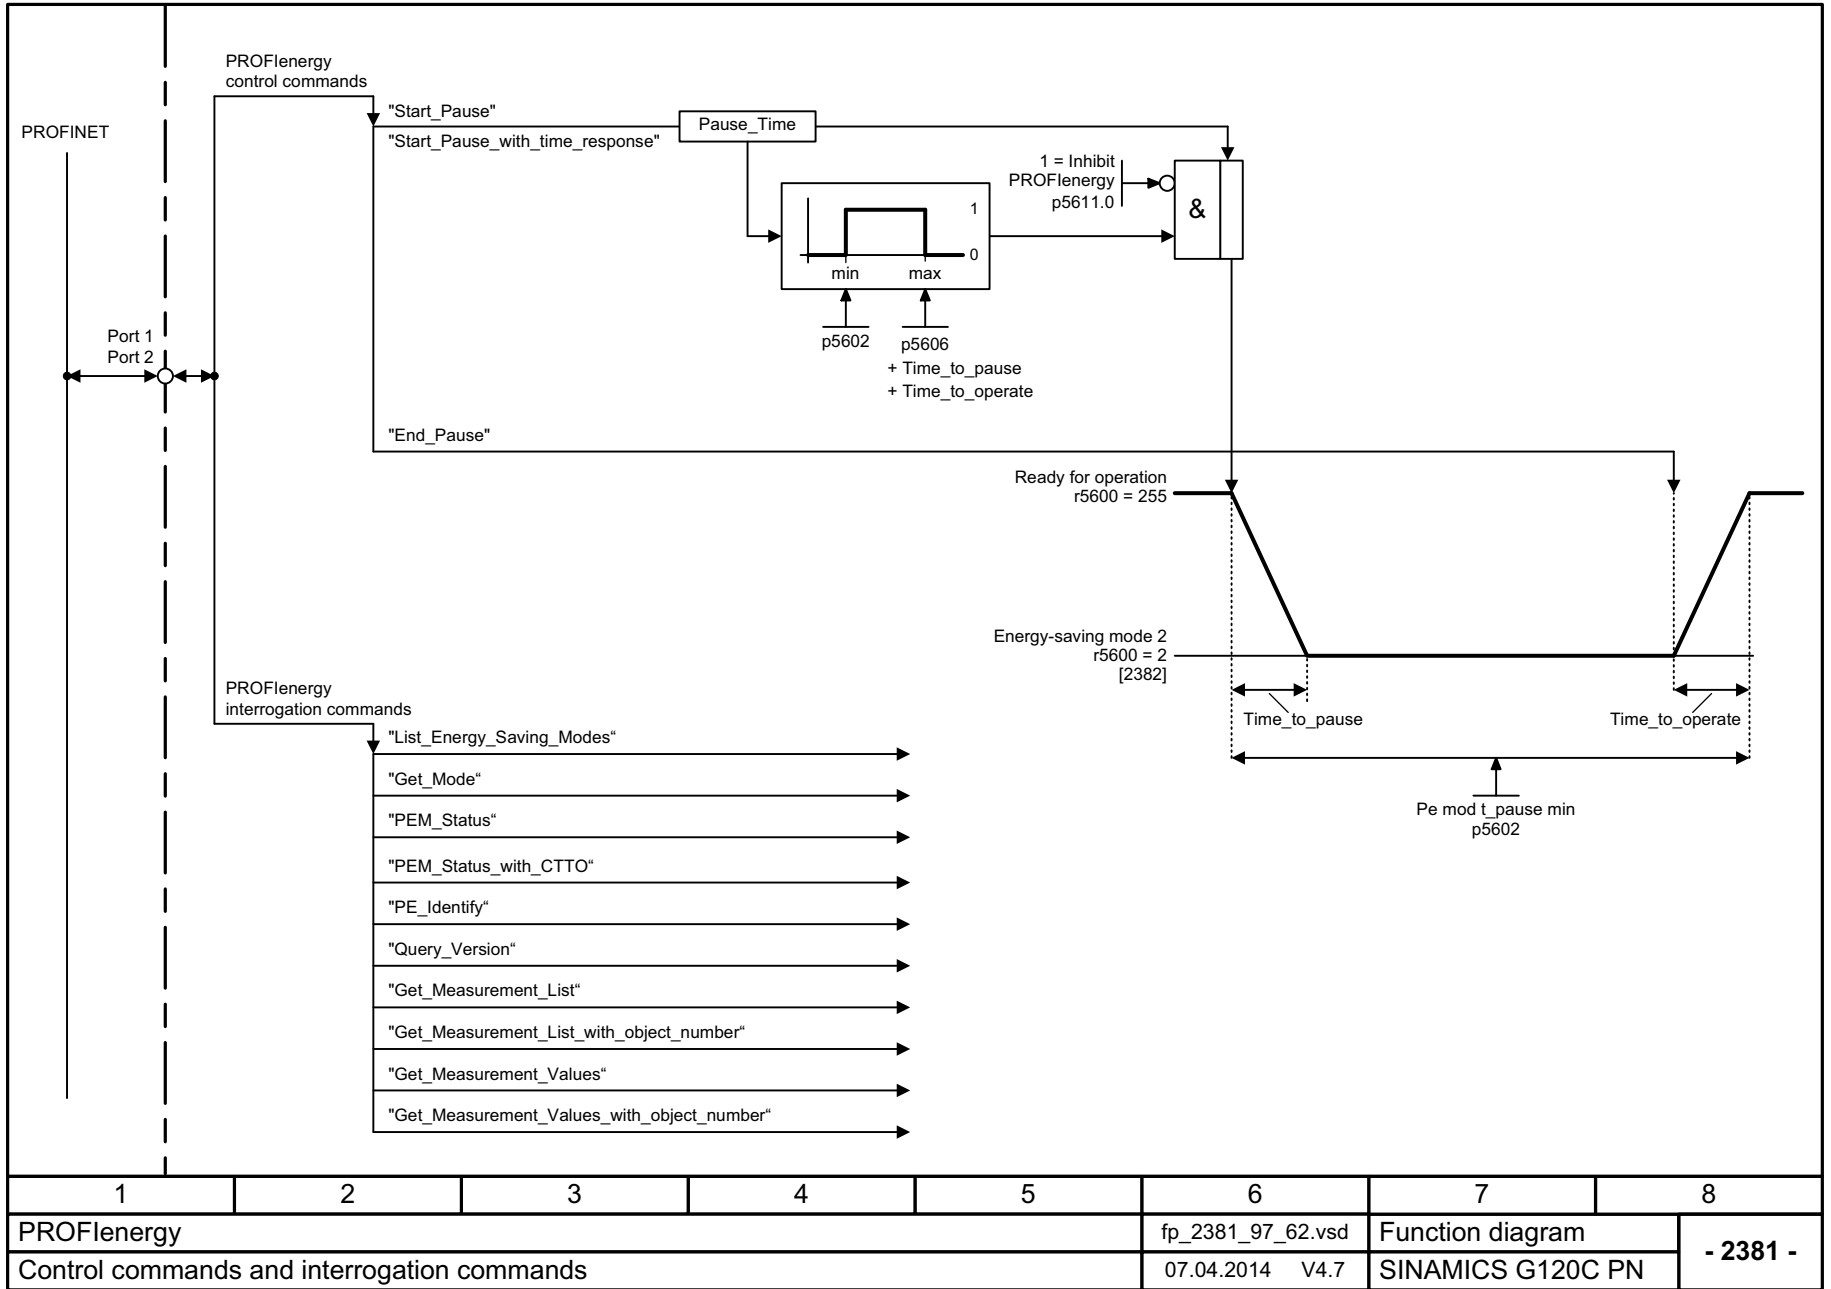 PROFIenergy
control commands
"Start_Pause"
"Start_Pause_with_time_response"
Pause_Time
PROFINET
1 = Inhibit
PROFIenergy
p5611.0
&
1
0
min
max
p5602
p5606
+ Time_to_pause
+ Time_to_operate
Port 1
Port 2
"End_Pause"
Ready for operation
r5600 = 255
Energy-saving mode 2
r5600 = 2
[2382]
Time_to_pause
Time_to_operate
Pe mod t_pause min
p5602
PROFIenergy
interrogation commands
"List_Energy_Saving_Modes“
"Get_Mode“
"PEM_Status“
"PEM_Status_with_CTTO“
"PE_Identify“
"Query_Version“
"Get_Measurement_List“
"Get_Measurement_List_with_object_number“
"Get_Measurement_Values“
"Get_Measurement_Values_with_object_number“
1 2 3 4 5 6 7 8
PROFIenergy
fp_2381_97_62.vsd
Function diagram
- 2381 -
Control commands and interrogation commands
07.04.2014 V4.7
SINAMICS G120C PN